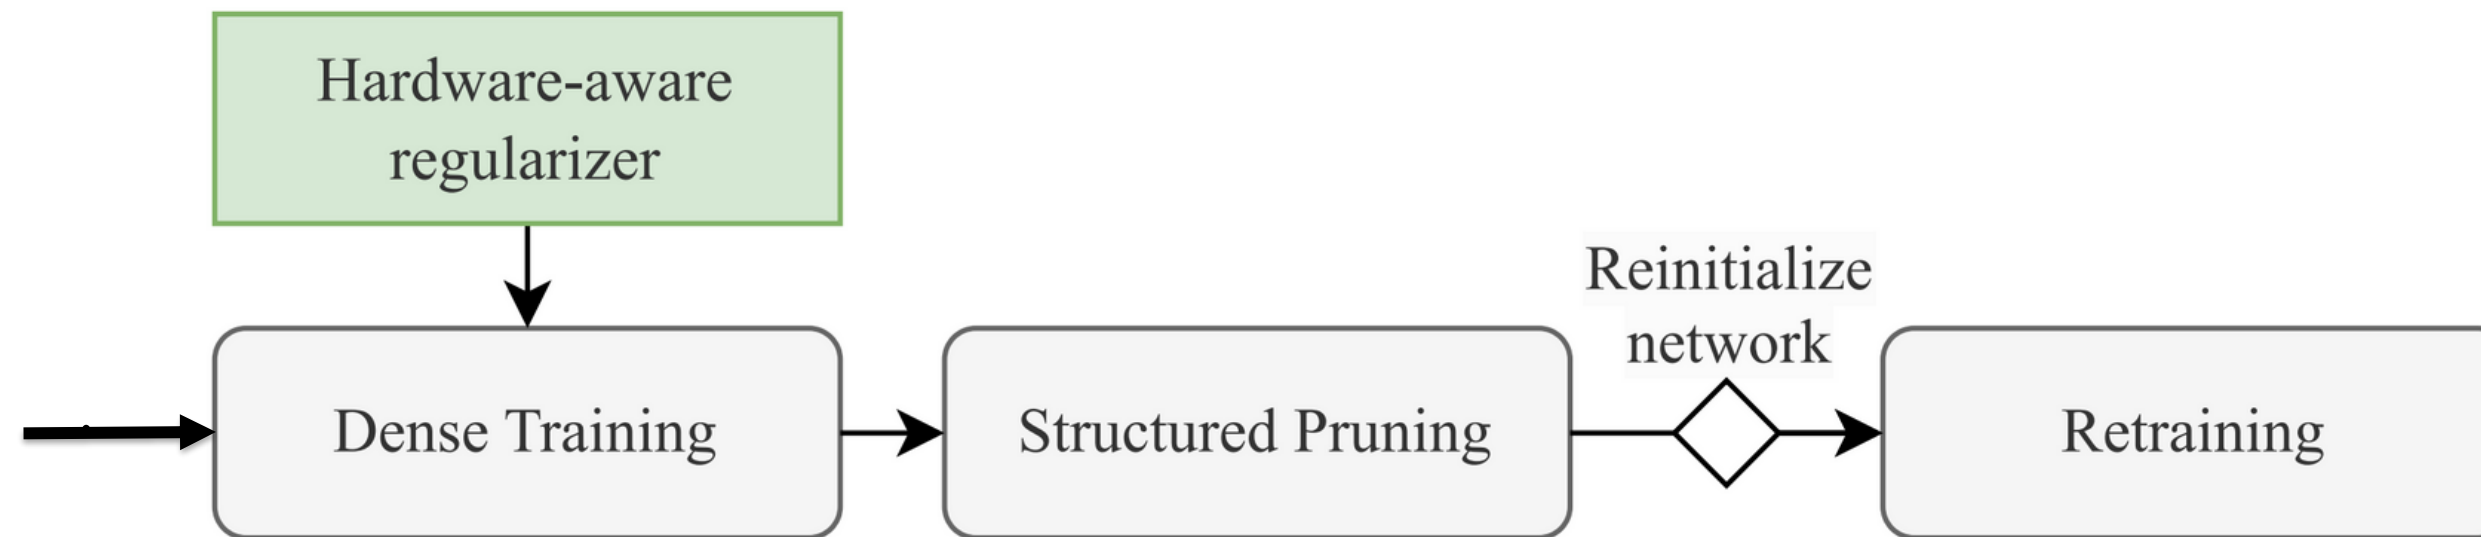 Hardware-aware
regularizer
Reinitialize
network
Dense Training
Structured Pruning
Retraining